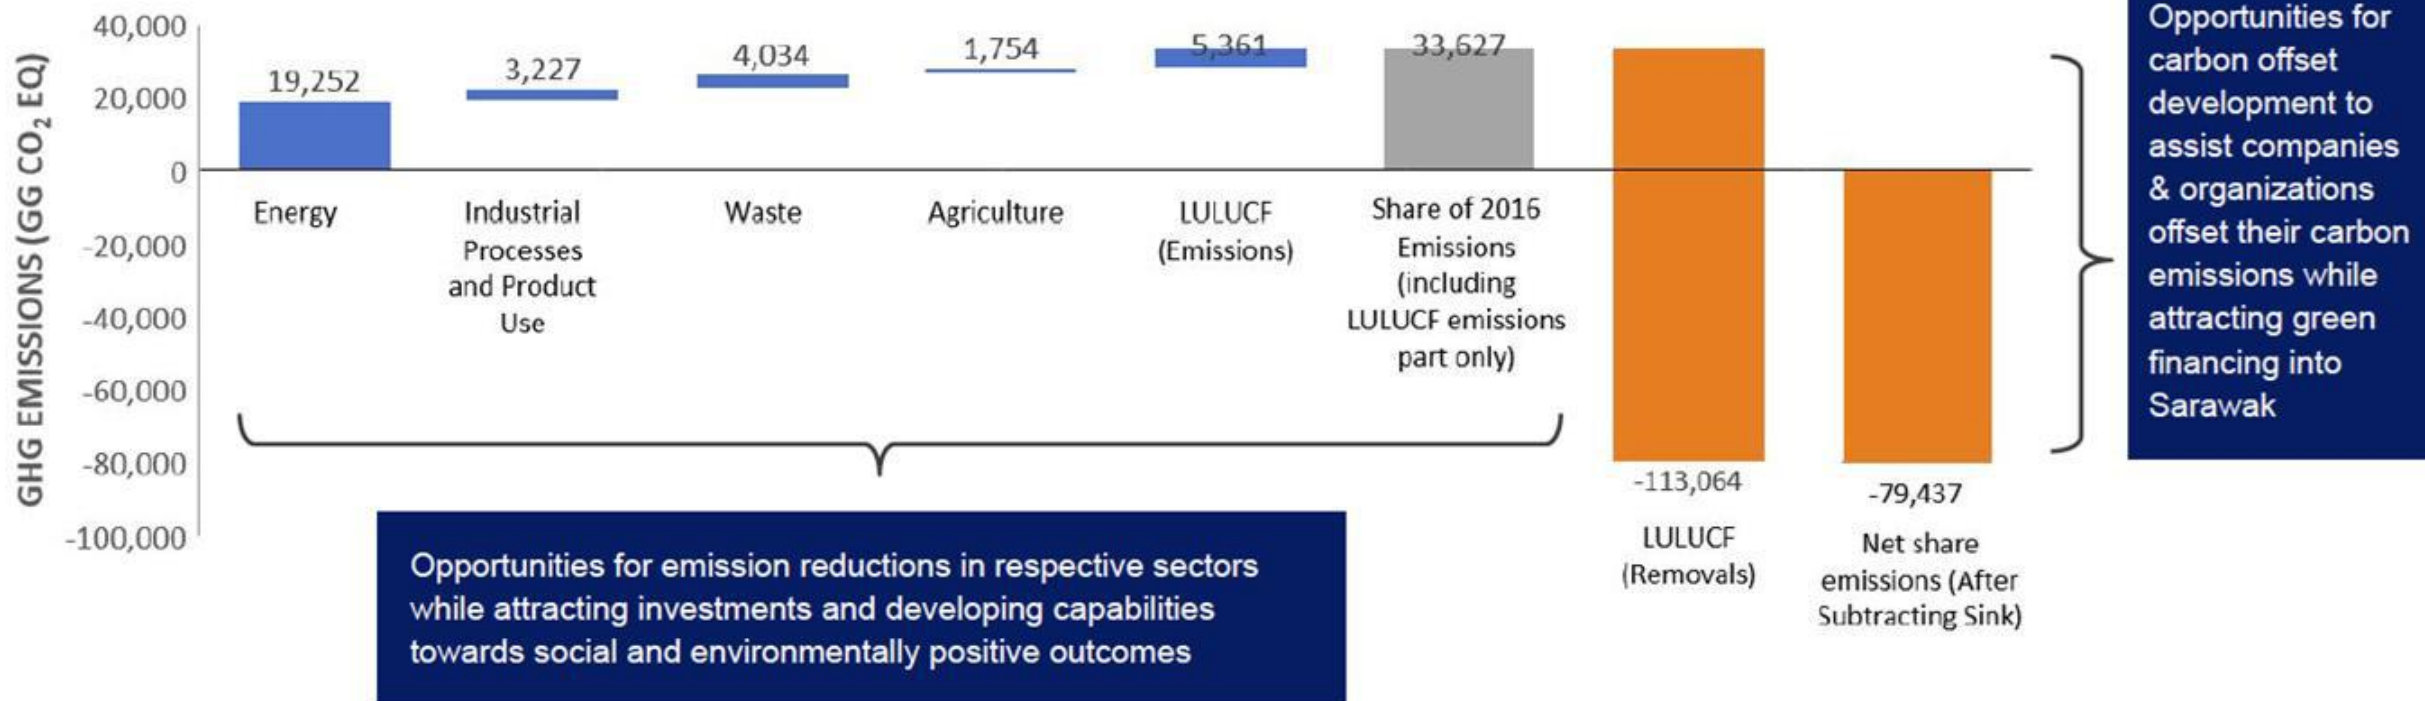 GHG EMISSIONS (GG CO₂ EQ)
40,000
20,000
0
-20,000
-40,000
-60,000
-80,000
-100,000
19,252
3,227
4,034
1,754
5,361
33,627
-113,064
-79,437
Energy
Industrial
Processes
and Product
Use
Waste
Agriculture
LULUCF
(Emissions)
Share of 2016
Emissions
(including
LULUCF emissions
part only)
LULUCF
(Removals)
Net share
emissions (After
Subtracting Sink)
Opportunities for emission reductions in respective sectors
while attracting investments and developing capabilities
towards social and environmentally positive outcomes
Opportunities for
carbon offset
development to
assist companies
& organizations
offset their carbon
emissions while
attracting green
financing into
Sarawak